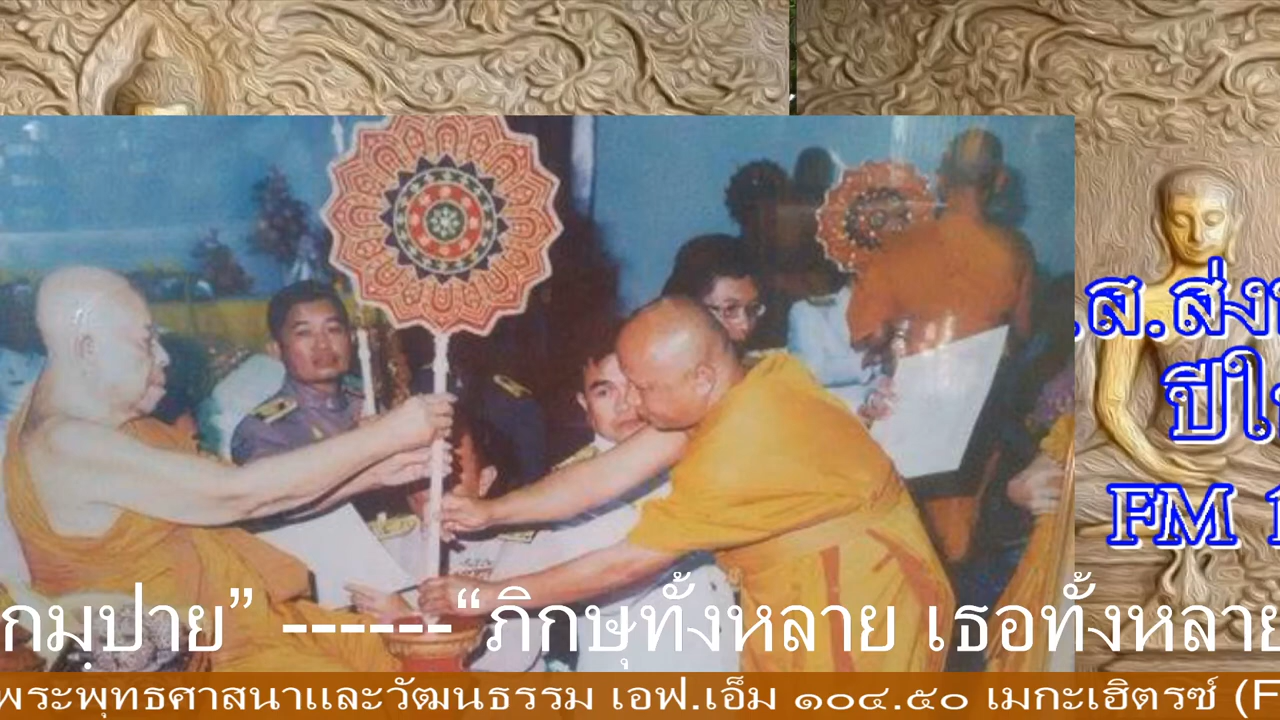 .ส.ส่ง
ปีใ
FM 1
กมฺปาย” ------“ภิกษุทั้งหลาย เธอทั้งหลาย
พระพุทธศาสนาและวัฒนธรรม เอฟ.เอ็ม ๑๐๔.๕๐ เมกะเฮิตรซ์ (F